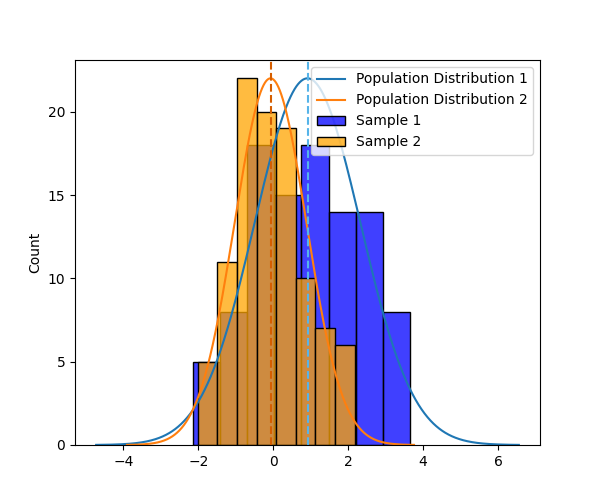 Population Distribution 1
Population Distribution 2
Sample 1
Sample 2
20
15
10
5
0
Count
−4 −2 0 2 4 6